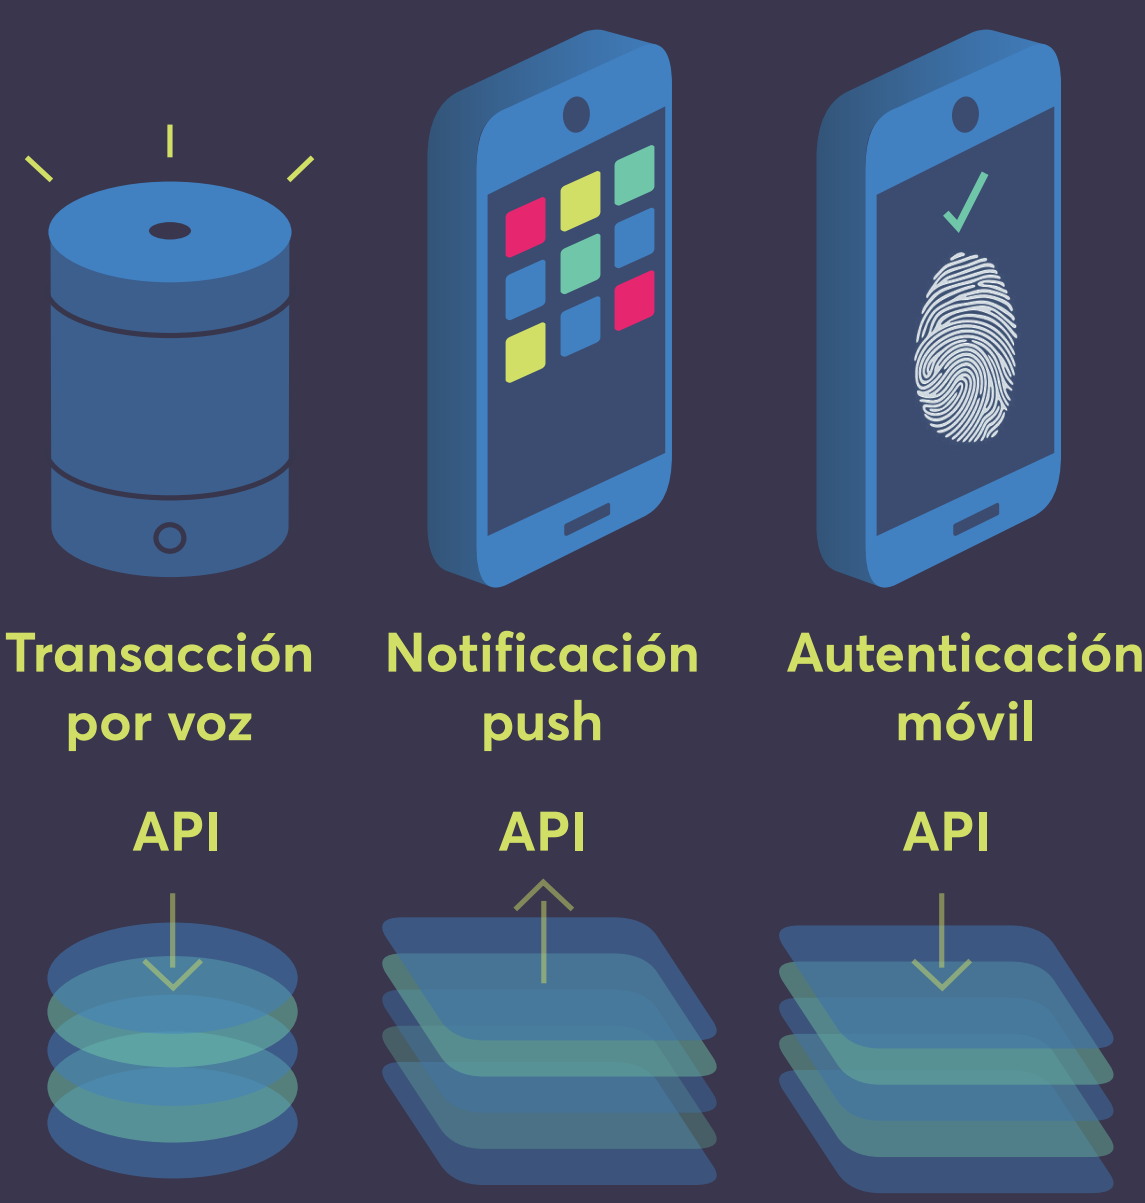 Transacción
por voz
API
Notificación
push
API
Autenticación
móvil
API